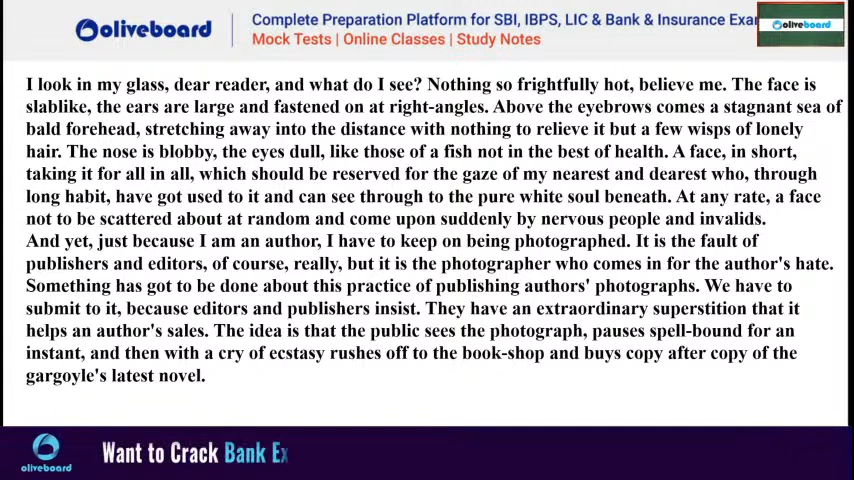 oliveboard
Complete Preparation Platform for SBI, IBPS, LIC & Bank & Insurance Exa
Mock Tests | Online Classes | Study Notes
oliveboard
I look in my glass, dear reader, and what do I see? Nothing so frightfully hot, believe me. The face is
slablike, the ears are large and fastened on at right-angles. Above the eyebrows comes a stagnant sea of
bald forehead, stretching away into the distance with nothing to relieve it but a few wisps of lonely
hair. The nose is blobby, the eyes dull, like those of a fish not in the best of health. A face, in short,
taking it for all in all, which should be reserved for the gaze of my nearest and dearest who, through
long habit, have got used to it and can see through to the pure white soul beneath. At any rate, a face
not to be scattered about at random and come upon suddenly by nervous people and invalids.
And yet, just because I am an author, I have to keep on being photographed. It is the fault of
publishers and editors, of course, really, but it is the photographer who comes in for the author's hate.
Something has got to be done about this practice of publishing authors' photographs. We have to
submit to it, because editors and publishers insist. They have an extraordinary superstition that it
helps an author's sales. The idea is that the public sees the photograph, pauses spell-bound for an
instant, and then with a cry of ecstasy rushes off to the book-shop and buys copy after copy of the
gargoyle's latest novel.
oliveboard
Want to Crack Bank Ex